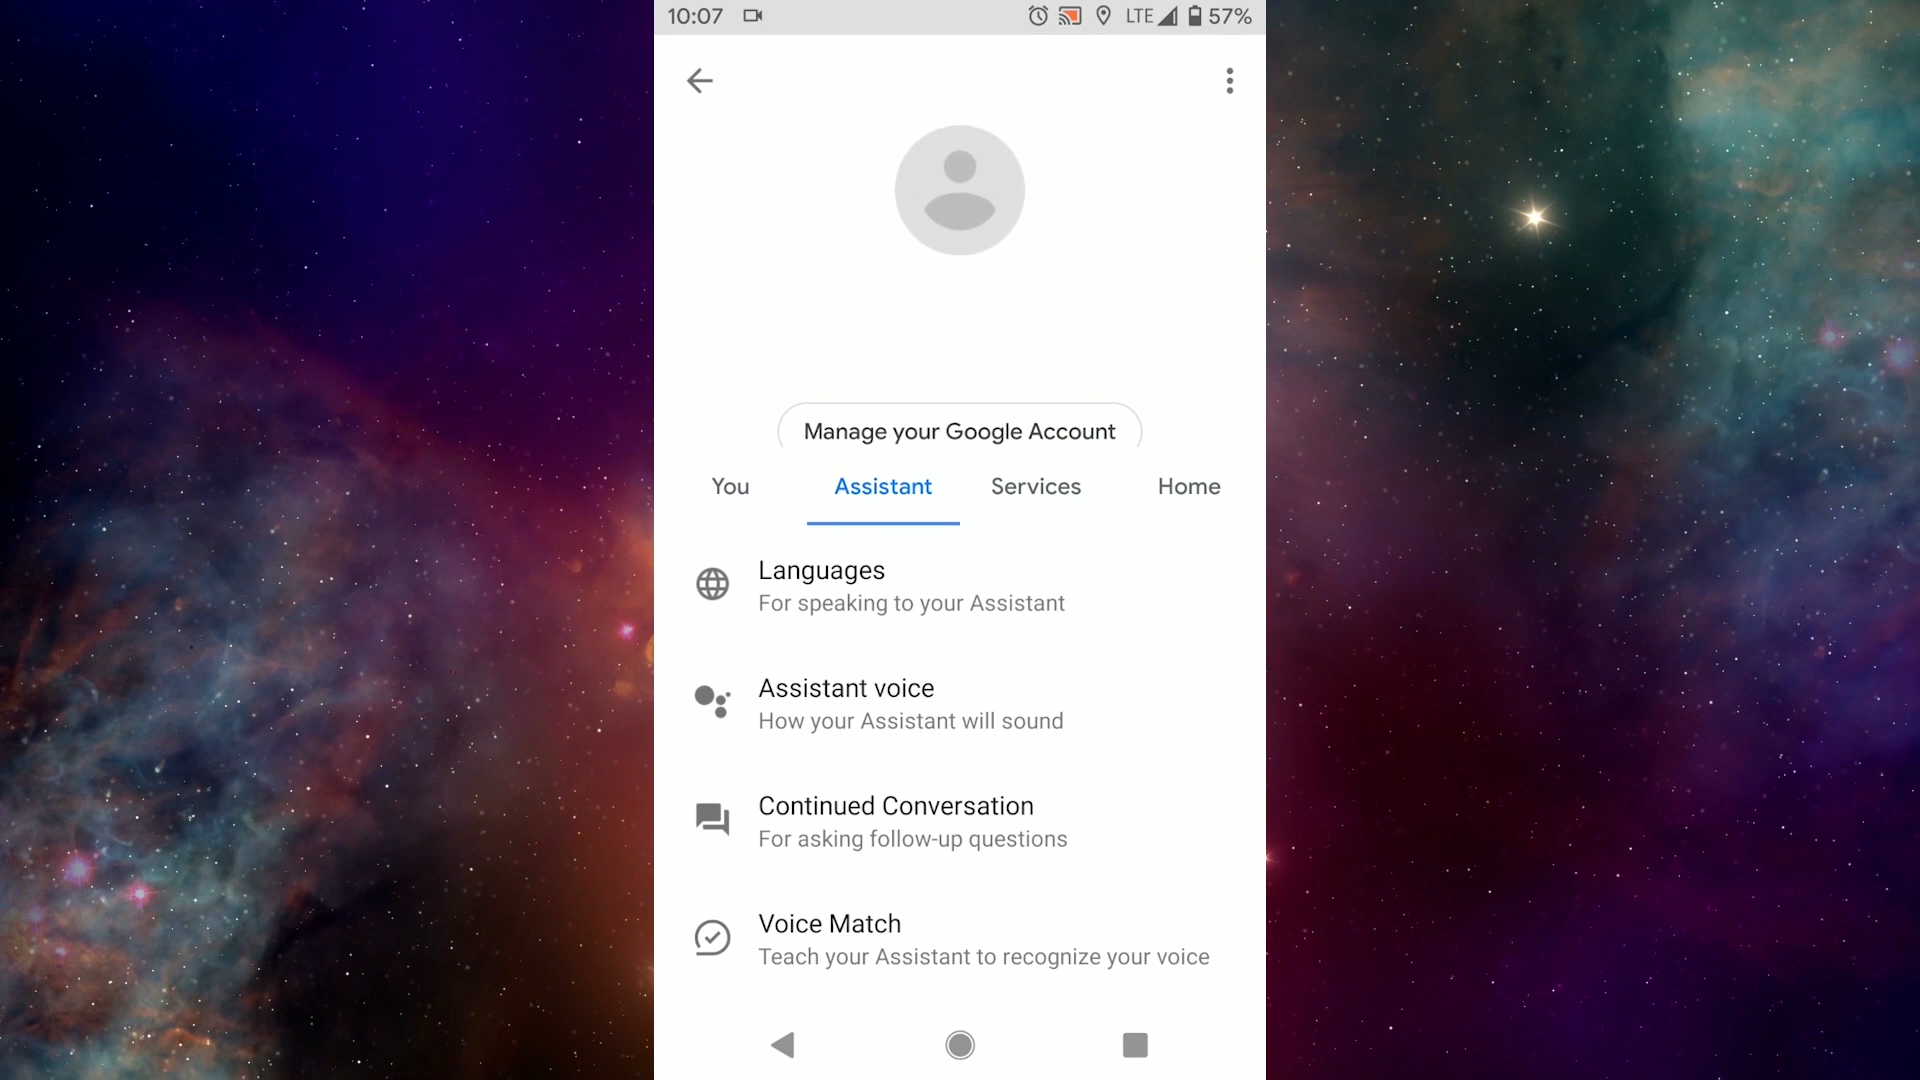 10:07 LTE 57%
Manage your Google Account
You Assistant Services Home
Languages
For speaking to your Assistant
Assistant voice
How your Assistant will sound
Continued Conversation
For asking follow-up questions
Voice Match
Teach your Assistant to recognize your voice